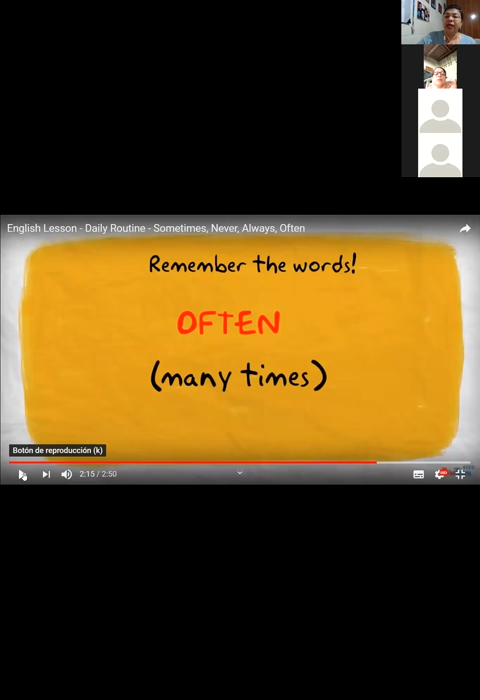 English Lesson - Daily Routine - Sometimes, Never, Always, Often
Remember the words!
OFTEN
(many times)
Botón de reproducción (k)
2:15 / 2:50
HD